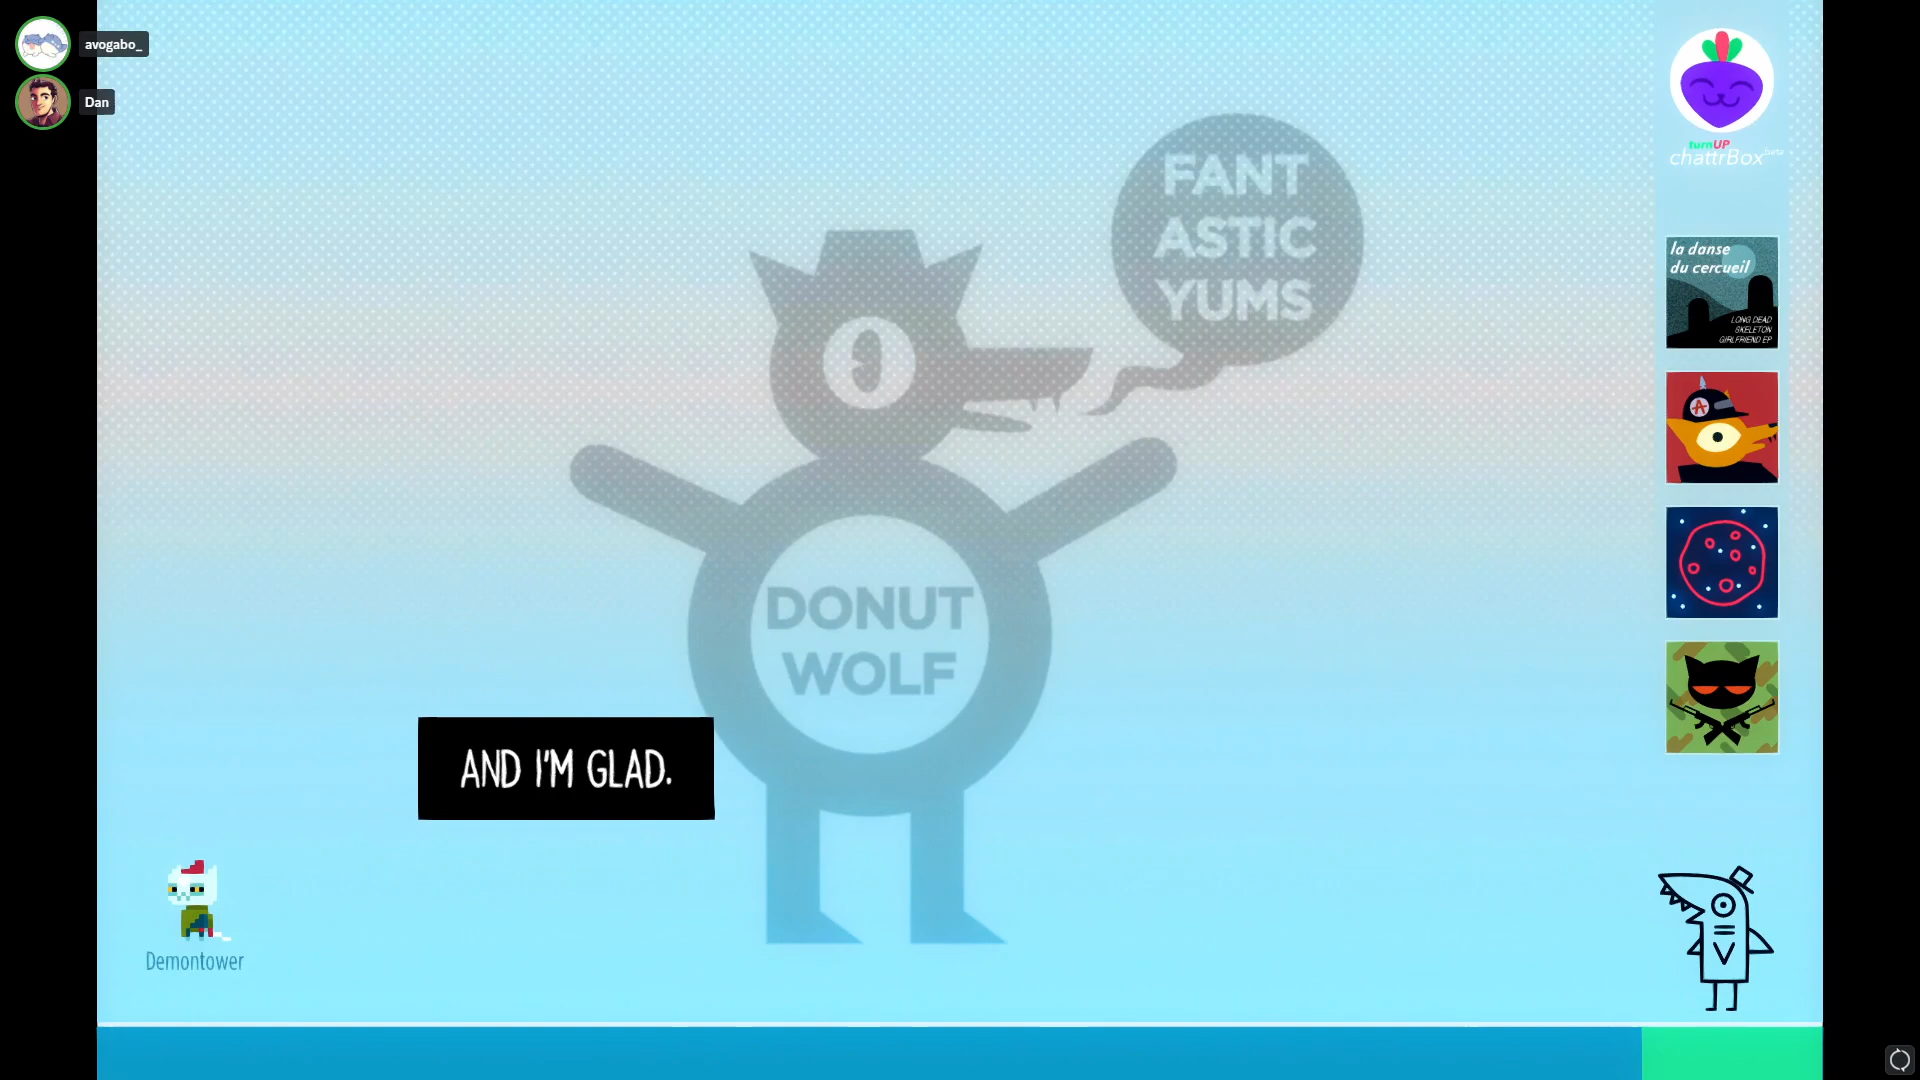 avogabo_
Dan
FANT
ASTIC
YUMS
turnUP
chattrBox beta
la danse
du cercueil
LONG DEAD
SKELETON
GIRLFRIEND EP
A
DONUT
WOLF
AND I'M GLAD.
Demontower